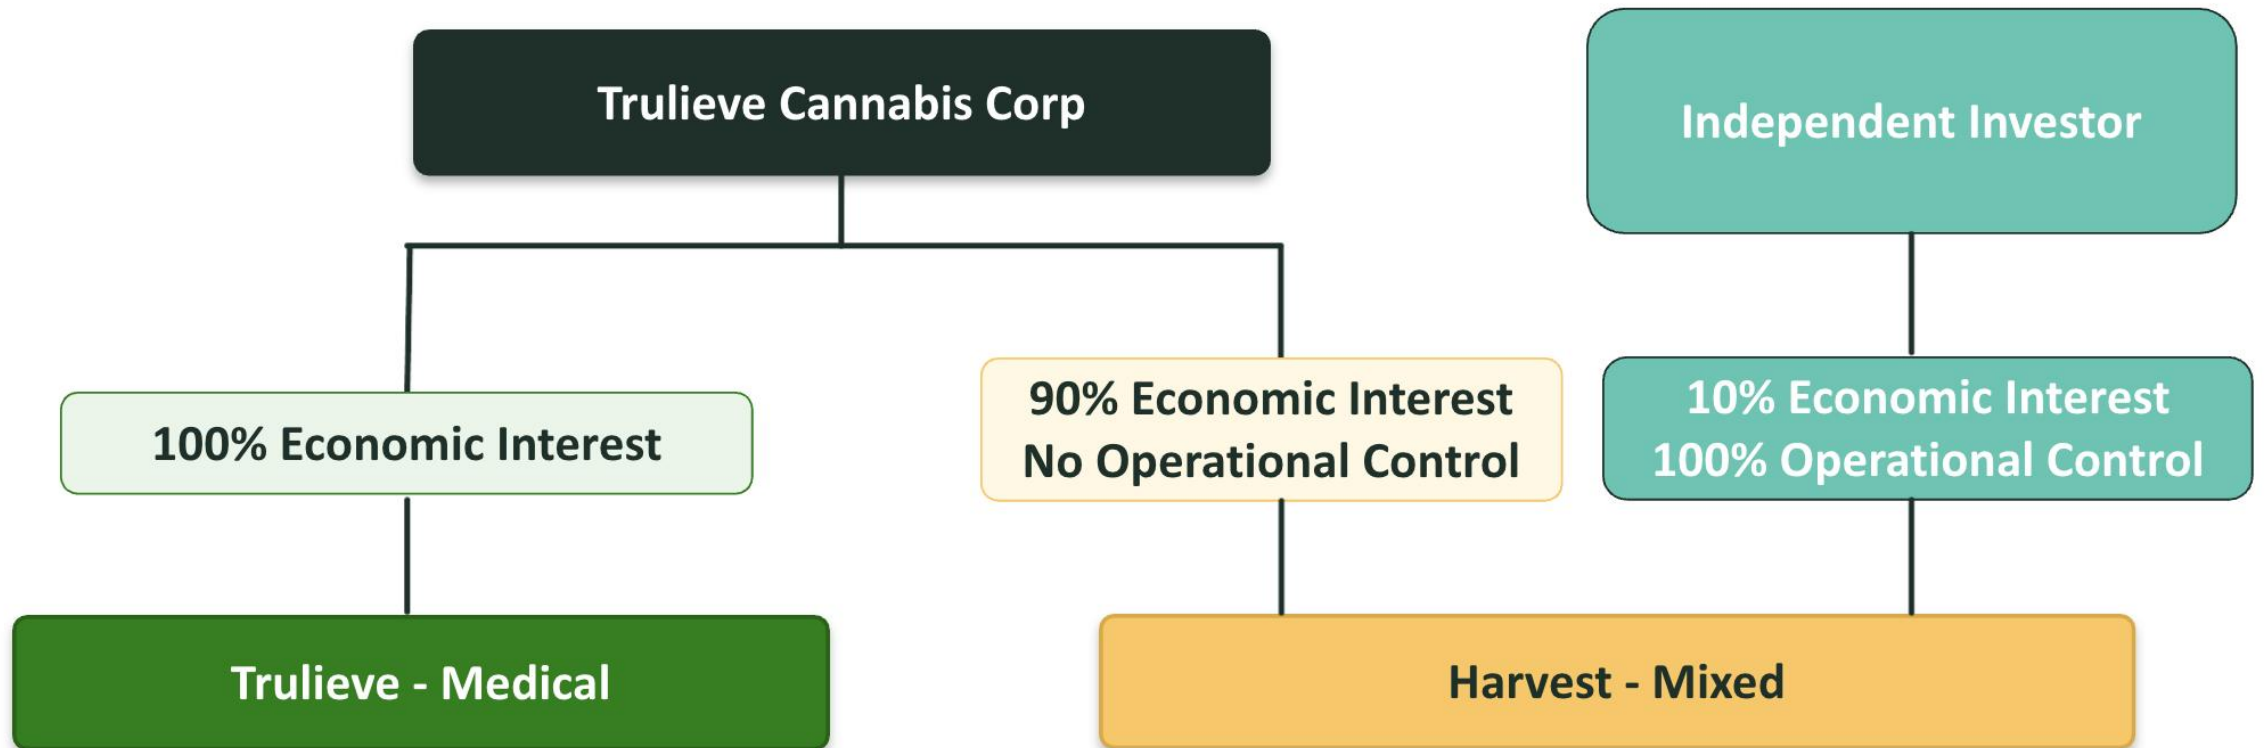 Trulieve Cannabis Corp
Independent Investor
100% Economic Interest
90% Economic Interest
No Operational Control
10% Economic Interest
100% Operational Control
Trulieve - Medical
Harvest - Mixed